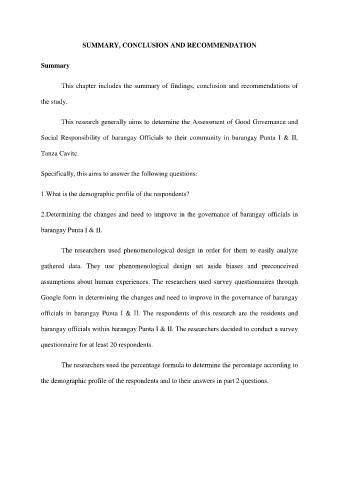 SUMMARY, CONCLUSION AND RECOMMENDATION
Summary
This chapter includes the summary of findings, conclusion and recommendations of
the study.
This research generally aims to determine the Assessment of Good Governance and
Social Responsibility of barangay Officials to their community in barangay Punta I & II,
Tanza Cavite.
Specifically, this aims to answer the following questions:
1.What is the demographic profile of the respondents?
2.Determining the changes and need to improve in the governance of barangay officials in
barangay Punta I & II.
The researchers used phenomenological design in order for them to easily analyze
gathered data. They use phenomenological design set aside biases and preconceived
assumptions about human experiences. The researchers used survey questionnaires through
Google form in determining the changes and need to improve in the governance of barangay
officials in barangay Punta I & II. The respondents of this research are the residents and
barangay officials within barangay Punta I & II. The researchers decided to conduct a survey
questionnaire for at least 20 respondents.
The researchers used the percentage formula to determine the percentage according to
the demographic profile of the respondents and to their answers in part 2 questions.